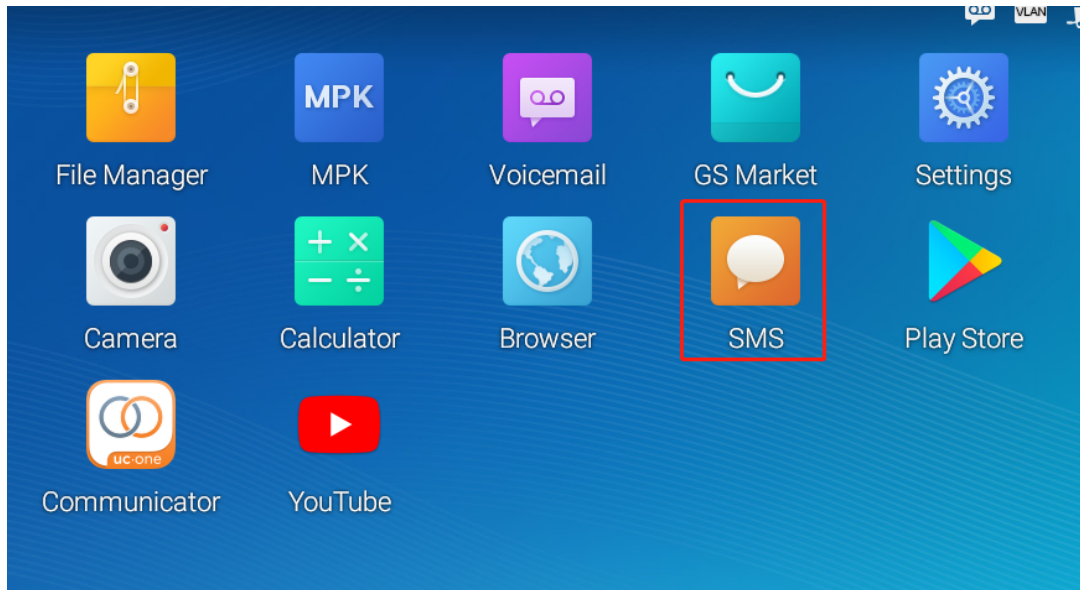 VLAN
MPK
File Manager
MPK
Voicemail
GS Market
Settings
Camera
Calculator
Browser
SMS
Play Store
uc-one
Communicator
YouTube